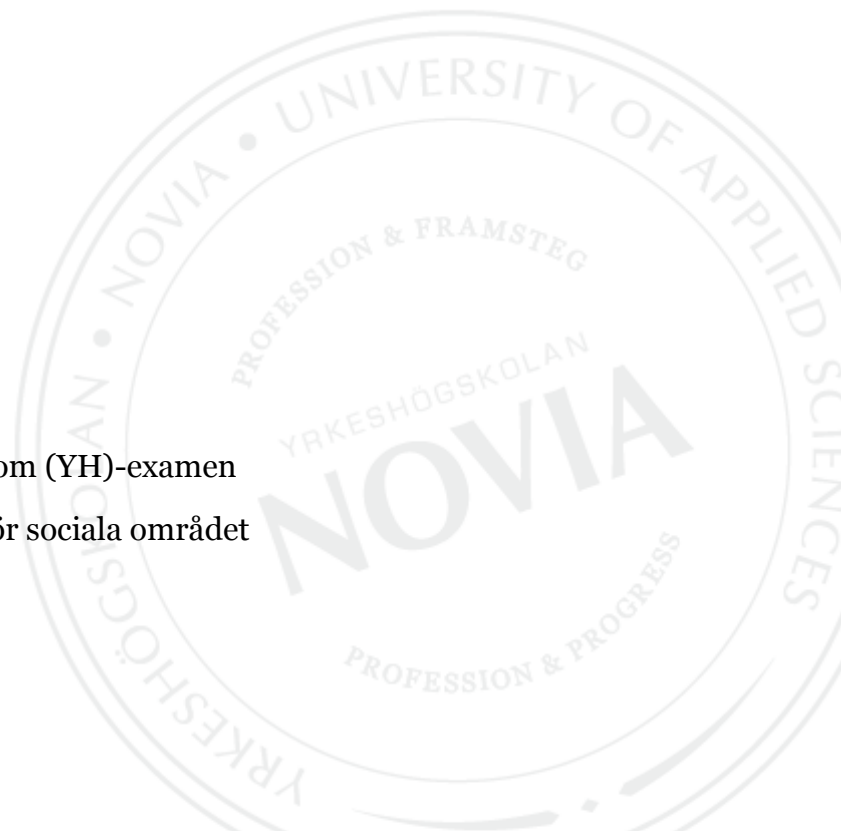 YRKESHÖGSKOLAN • NOVIA • UNIVERSITY OF APPLIED SCIENCES
PROFESSION & FRAMSTEG
YRKESHÖGSKOLAN
NOVIA
om (YH)-examen
ör sociala området
PROFESSION & PROGRESS